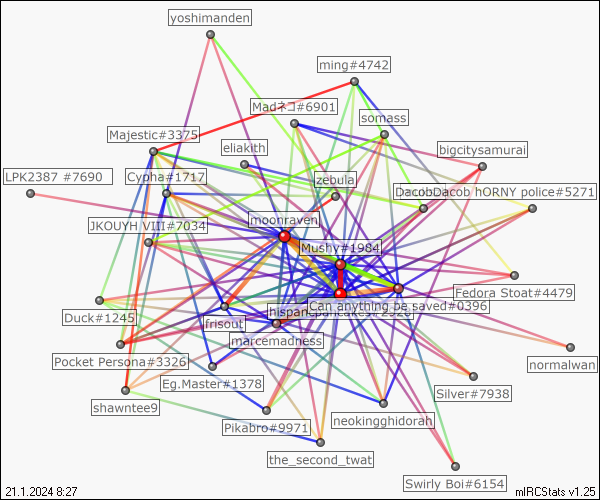 yoshimanden
ming#4742
Madネコ#6901
somass
Majestic#3375
eliakith
bigcitysamurai
LPK2387 #7690
Cypha#1717
zebula
DacobDacob
hORNY police#5271
moonraven
JKOUYH VIII#7034
Mushy#1984
Fedora Stoat#4479
Can anything be saved#0396
Duck#1245
frisout
marcemadness
Pocket Persona#3326
normalwan
Eg.Master#1378
Silver#7938
shawntee9
Pikabro#9971
neokingghidorah
the_second_twat
Swirly Boi#6154
21.1.2024 8:27
mIRCStats v1.25